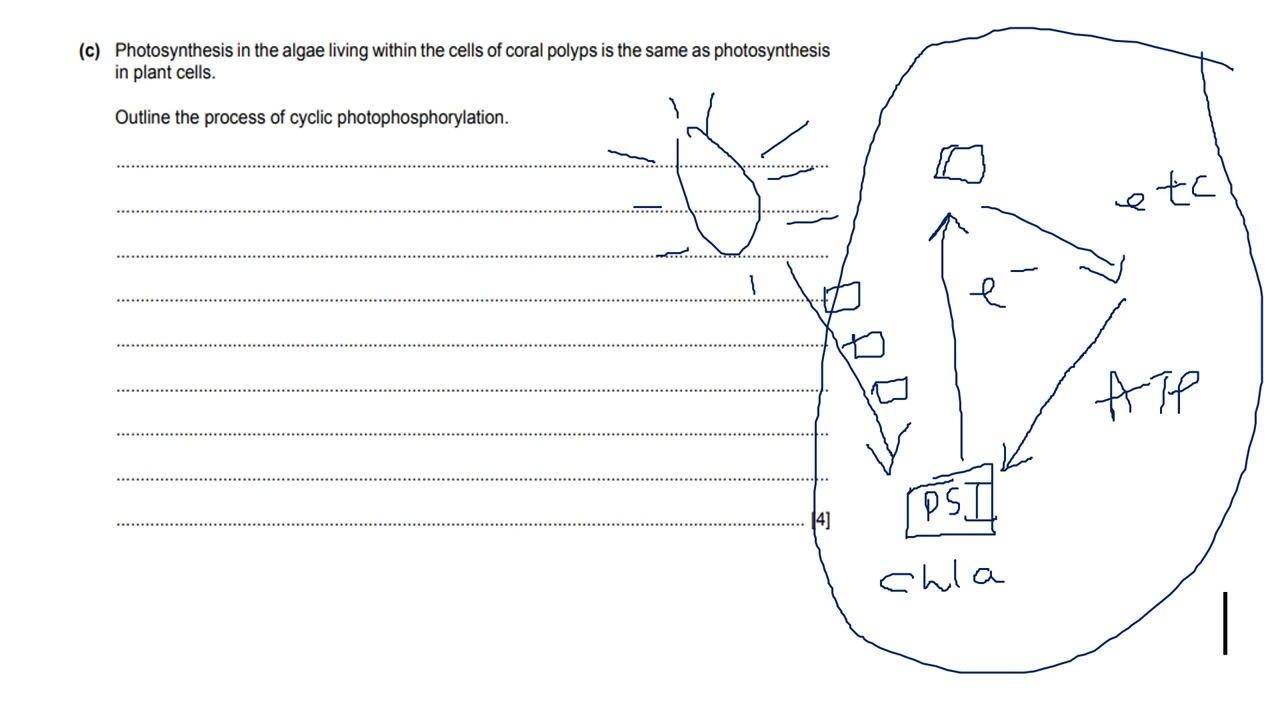 (c) Photosynthesis in the algae living within the cells of coral polyps is the same as photosynthesis
in plant cells.
Outline the process of cyclic photophosphorylation.
[4]
etc
e-
ATP
PSI
chl a